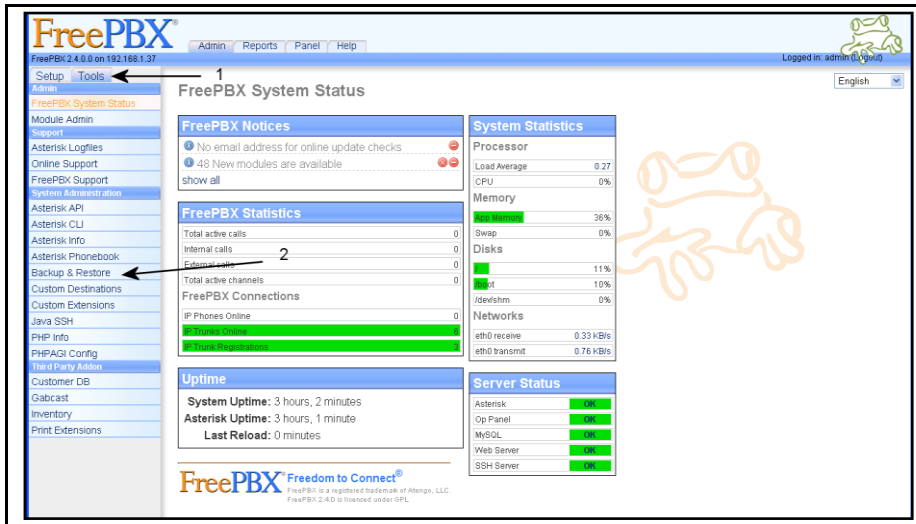 FreePBX®
Admin Reports Panel Help
FreePBX 2.4.0.0 on 192.168.1.37
Logged in: admin (Logout)
Setup Tools
1
English
Admin
FreePBX System Status
Module Admin
Support
Asterisk Logfiles
Online Support
FreePBX Support
System Administration
Asterisk API
Asterisk CLI
Asterisk Info
Asterisk Phonebook
Backup & Restore
2
Custom Destinations
Custom Extensions
Java SSH
PHP Info
PHPAGI Config
Third Party Addon
Customer DB
Gabcast
Inventory
Print Extensions
FreePBX System Status
FreePBX Notices
No email address for online update checks
48 New modules are available
show all
FreePBX Statistics
Total active calls 0
Internal calls 0
External calls 0
Total active channels 0
FreePBX Connections
IP Phones Online 0
IP Trunks Online 6
IP Trunk Registrations 3
Uptime
System Uptime: 3 hours, 2 minutes
Asterisk Uptime: 3 hours, 1 minute
Last Reload: 0 minutes
System Statistics
Processor
Load Average 0.27
CPU 0%
Memory
App Memory 36%
Swap 0%
Disks
/ 11%
/boot 10%
/dev/shm 0%
Networks
eth0 receive 0.33 KB/s
eth0 transmit 0.76 KB/s
Server Status
Asterisk OK
Op Panel OK
MySQL OK
Web Server OK
SSH Server OK
FreePBX® Freedom to Connect®
FreePBX is a registered trademark of Atengo, LLC.
FreePBX 2.4.0 is licensed under GPL